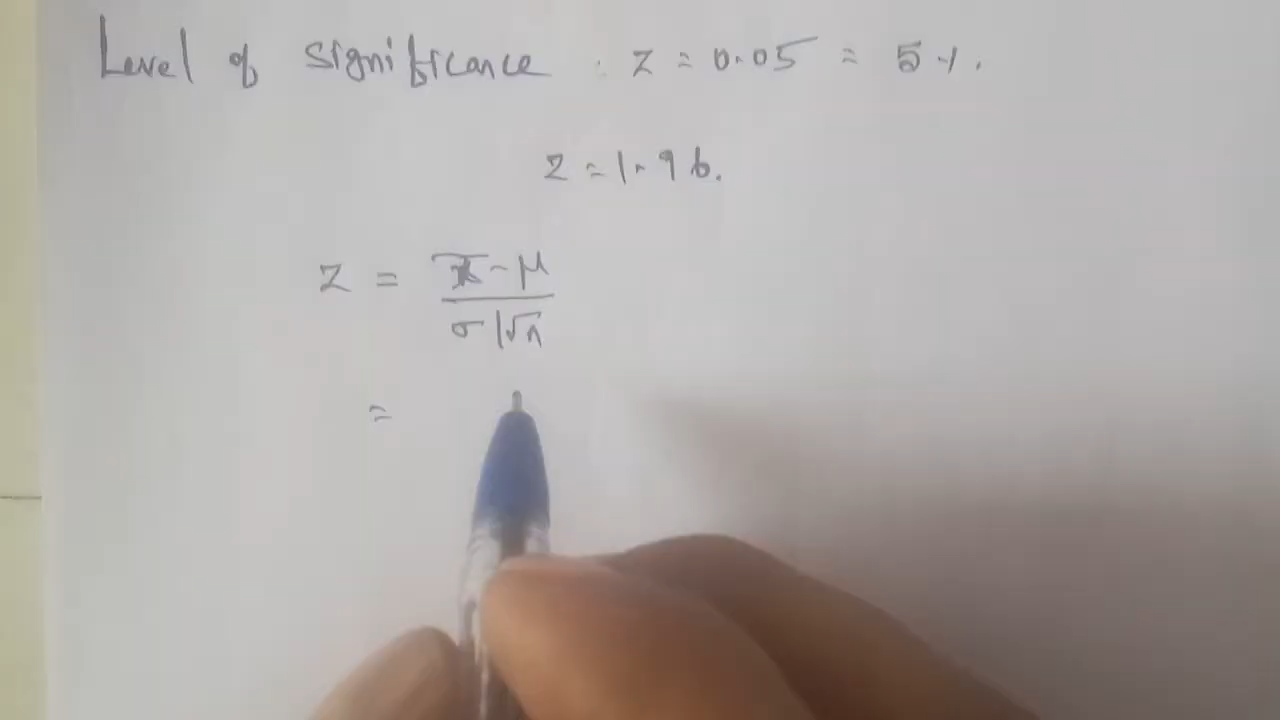 Level of significance : z = 0.05 = 5%.
z = 1.96.
z = x̄ - μ
σ/√n
=